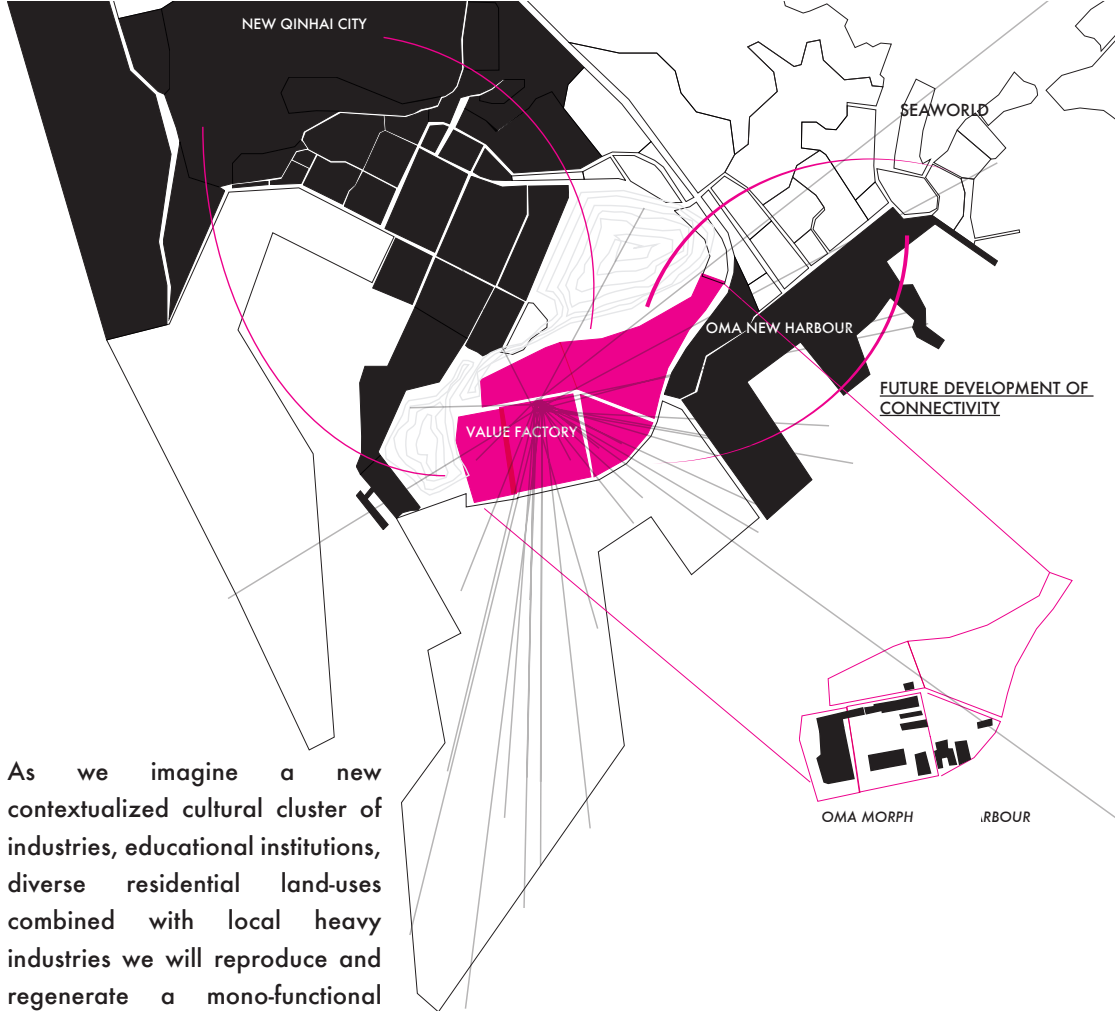 NEW QINHAI CITY
SEAWORLD
OMA NEW HARBOUR
FUTURE DEVELOPMENT OF
CONNECTIVITY
VALUE FACTORY
As we imagine a new
contextualized cultural cluster of
industries, educational institutions,
diverse residential land-uses
combined with local heavy
industries we will reproduce and
regenerate a mono-functional
OMA MORPH RBOUR